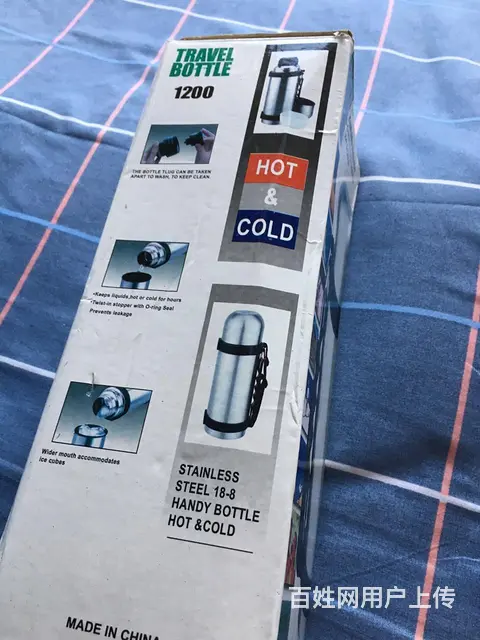 TRAVEL
BOTTLE
1200
THE BOTTLE TLUG CAN BE TAKEN
APART TO WASH, TO KEEP CLEAN.
HOT
&
COLD
•Keeps liquids,hot or cold for hours
•Twist-in stopper with O-ring Seal
Prevents leakage
Wider mouth accommodates
ice cubes
STAINLESS
STEEL 18-8
HANDY BOTTLE
HOT &COLD
MADE IN CHINA
百姓网用户上传